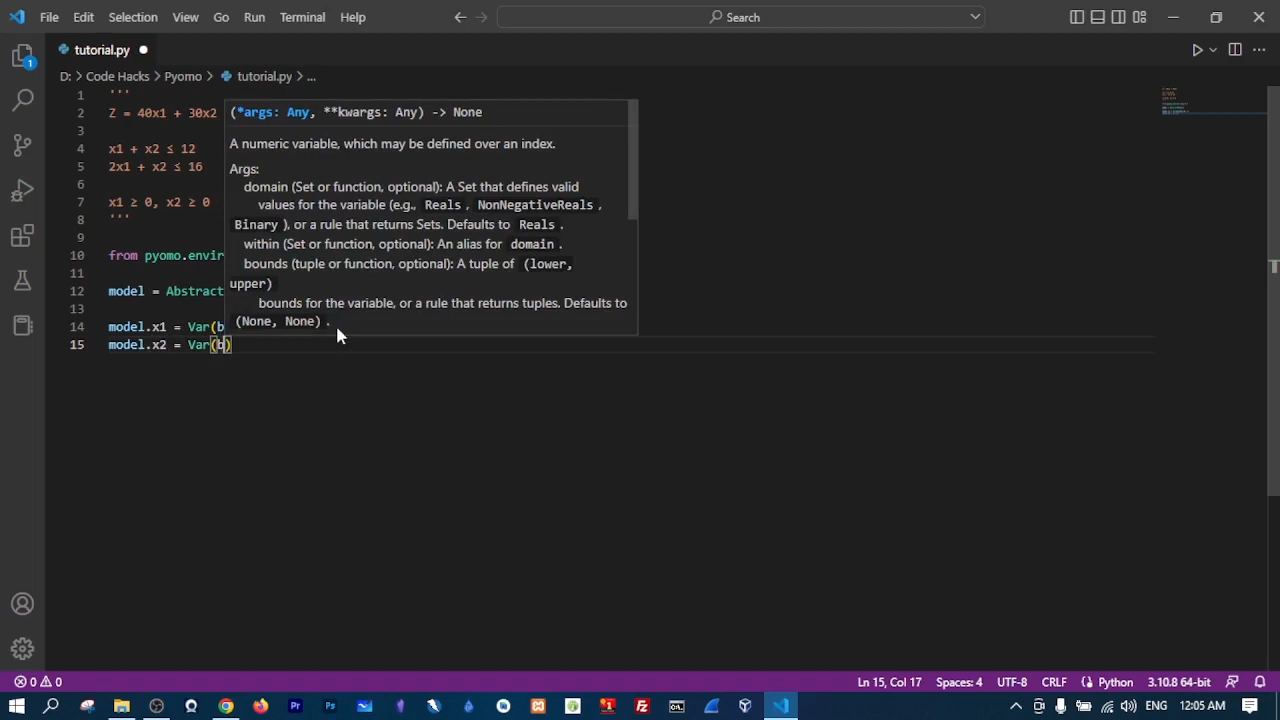 File Edit Selection View Go Run Terminal Help
Search
tutorial.py
D: > Code Hacks > Pyomo > tutorial.py > ...
1 '''
2 Z = 40x1 + 30x2
3
4 x1 + x2 ≤ 12
5 2x1 + x2 ≤ 16
6
7 x1 ≥ 0, x2 ≥ 0
8 '''
9
10 from pyomo.envir
11
12 model = Abstract
13
14 model.x1 = Var(b
15 model.x2 = Var(b)
(*args: Any, **kwargs: Any) -> None
A numeric variable, which may be defined over an index.
Args:
domain (Set or function, optional): A Set that defines valid
values for the variable (e.g., Reals, NonNegativeReals,
Binary), or a rule that returns Sets. Defaults to Reals.
within (Set or function, optional): An alias for domain.
bounds (tuple or function, optional): A tuple of (lower,
upper)
bounds for the variable, or a rule that returns tuples. Defaults to
(None, None).
1
0 0
Ln 15, Col 17 Spaces: 4 UTF-8 CRLF Python 3.10.8 64-bit
Pr Ps Fz
ENG 12:05 AM